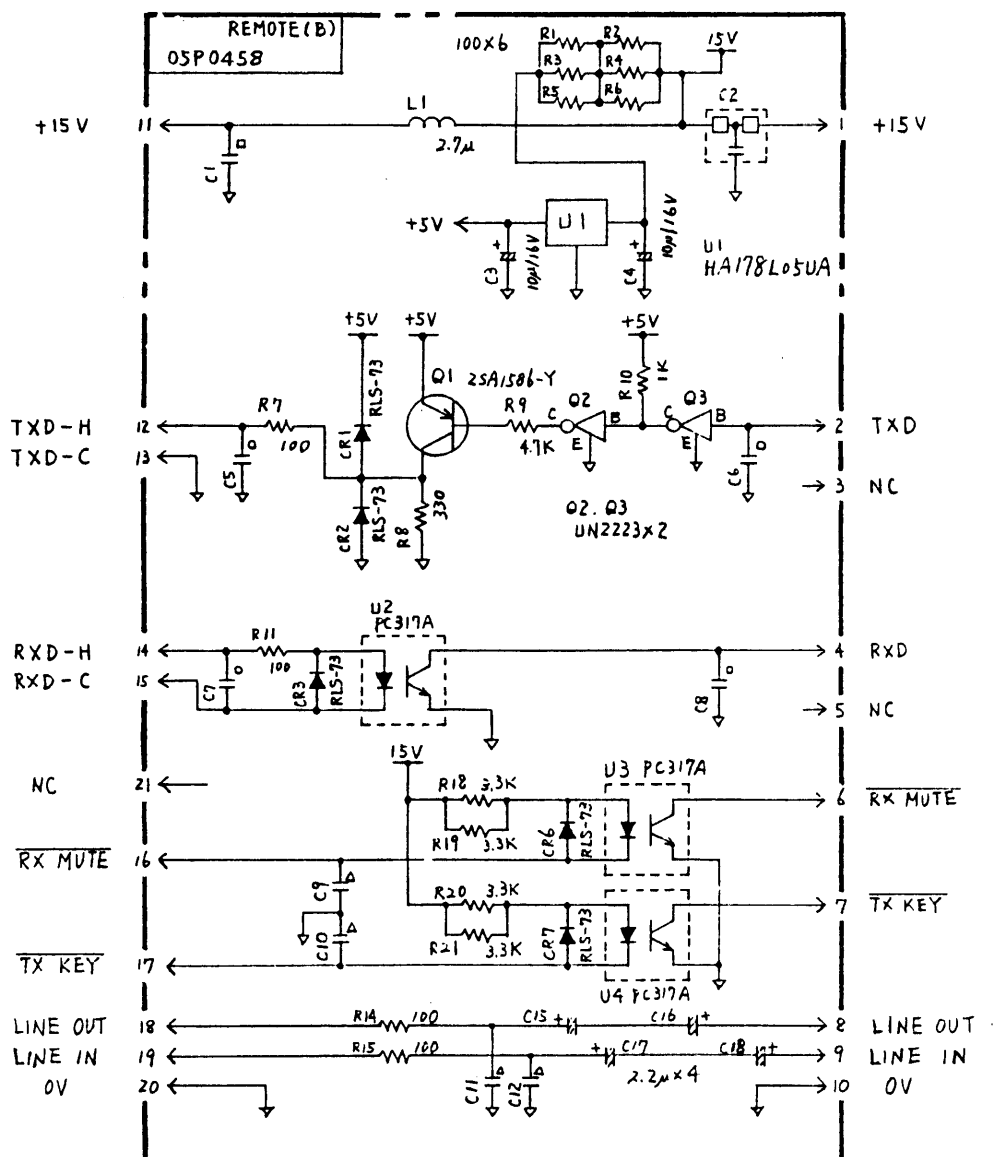 REMOTE(B)
05P0458
100X6
R1
R2
R3
R4
R5
R6
15V
C2
+15V
11
L1
2.7μ
1
+15V
C1
+5V
U1
C3
10μ/16V
C4
10μ/16V
U1
HA178L05UA
+5V
+5V
+5V
RLS-73
Q1
2SA1586-Y
R10
1K
TXD-H
12
R7
100
CR1
R9
4.7K
C
Q2
B
E
C
Q3
B
E
2
TXD
TXD-C
13
C5
C6
CR2
RLS-73
R8
330
3
NC
Q2. Q3
UN2223X2
U2
PC317A
RXD-H
14
R11
100
4
RXD
RXD-C
15
C7
CR3
RLS-73
C8
5
NC
15V
NC
21
U3 PC317A
R18
3.3K
6
RX MUTE
R19
3.3K
CR6
RLS-73
RX MUTE
16
C9
R20
3.3K
7
TX KEY
C10
R21
3.3K
CR7
RLS-73
TX KEY
17
U4 PC317A
LINE OUT
18
R14
100
C15
+
C16
+
8
LINE OUT
LINE IN
19
R15
100
+
C17
C18
+
9
LINE IN
0V
20
C11
C12
2.2μx4
10
0V